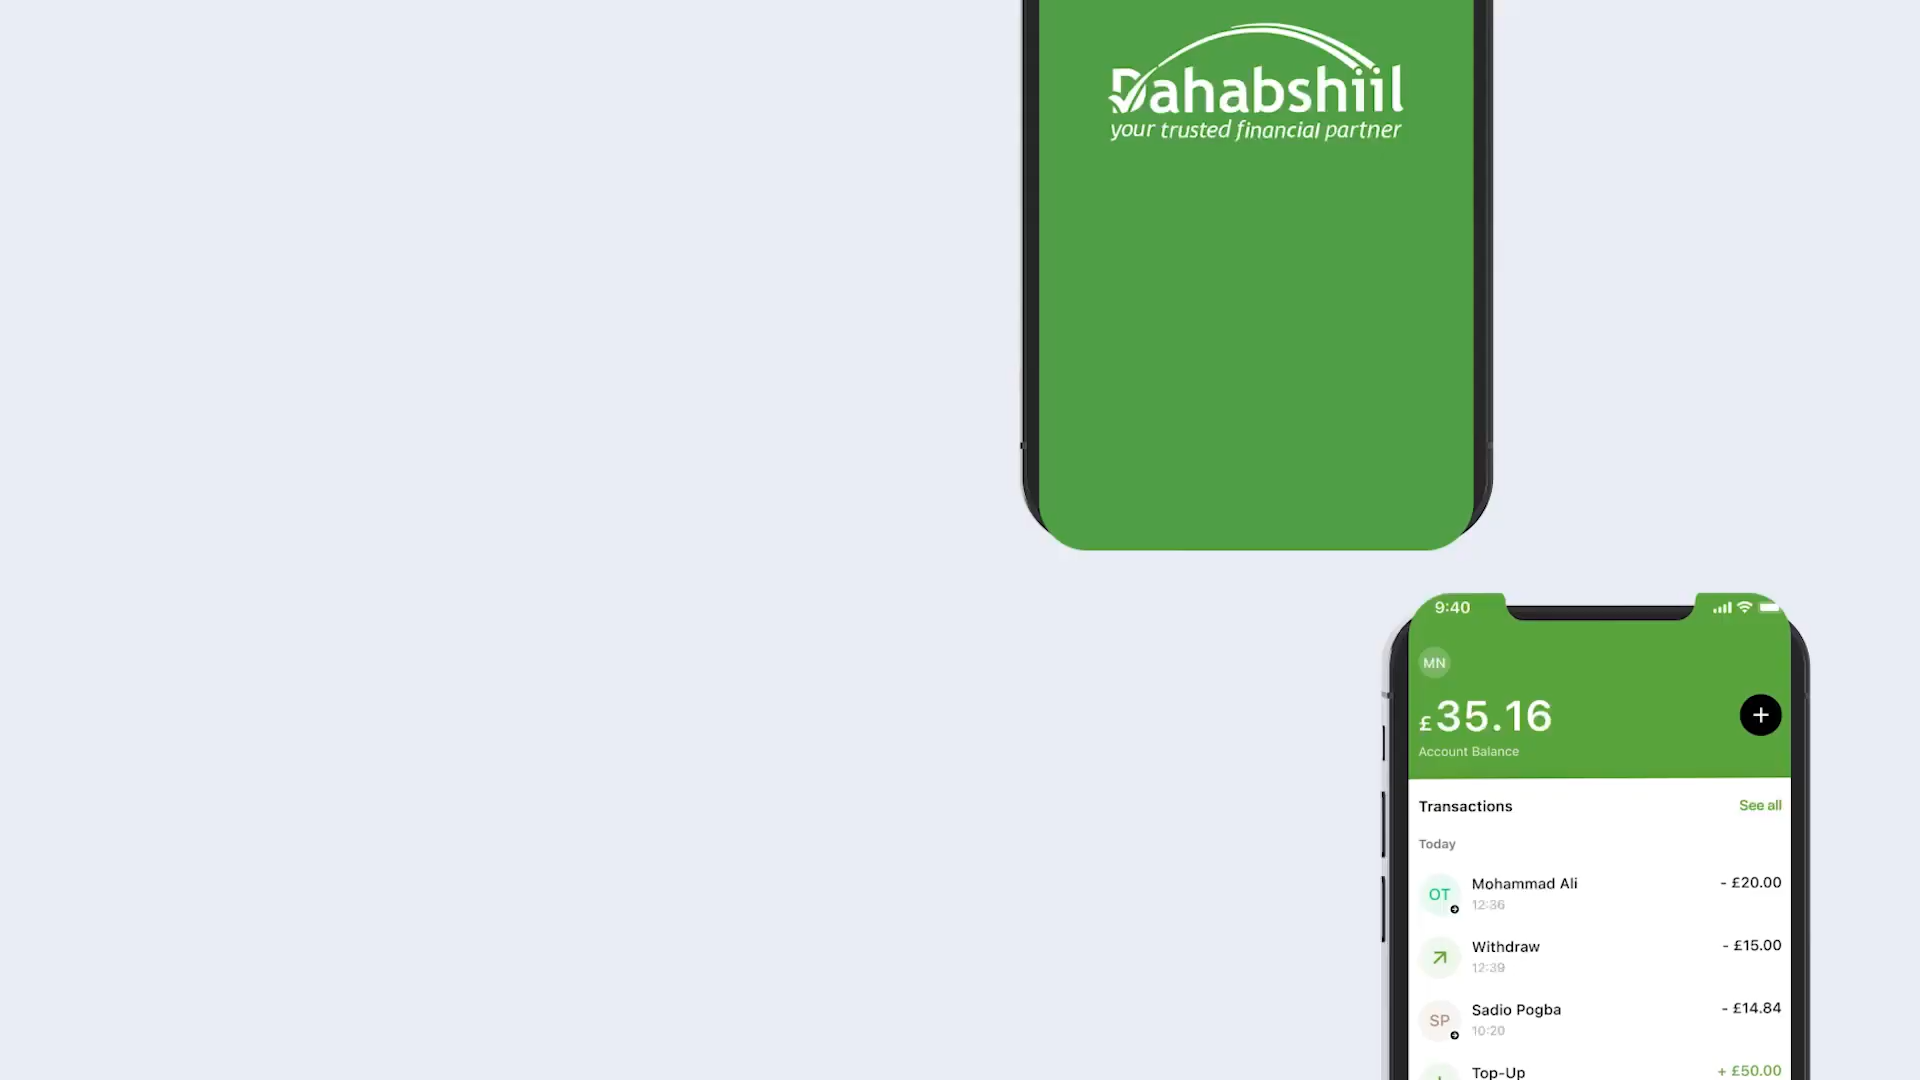 Dahabshiil
your trusted financial partner
9:40
MN
£35.16
Account Balance
Transactions See all
Today
OT Mohammad Ali - £20.00
12:36
Withdraw - £15.00
12:39
SP Sadio Pogba - £14.84
10:20
Top-Up + £50.00